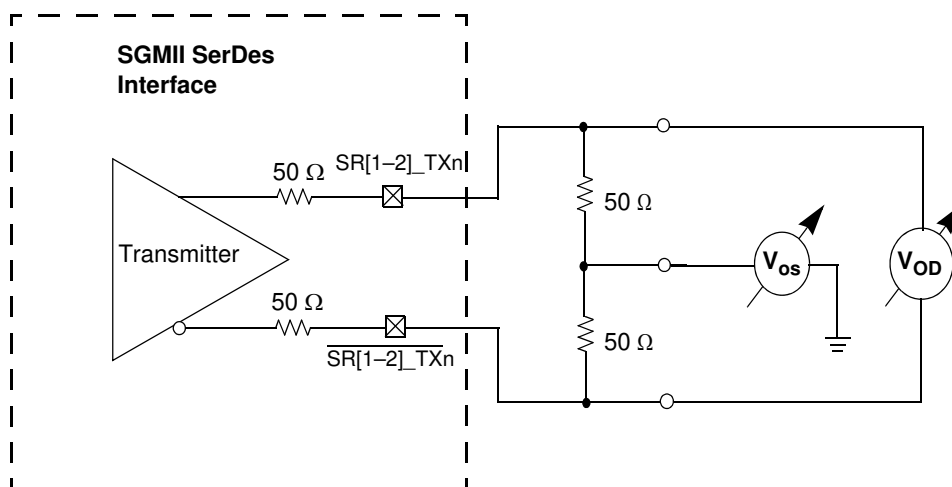 SGMII SerDes
Interface
50 Ω
SR[1–2]_TXn
50 Ω
Transmitter
Vos
VOD
50 Ω
50 Ω
SR[1–2]_TXn